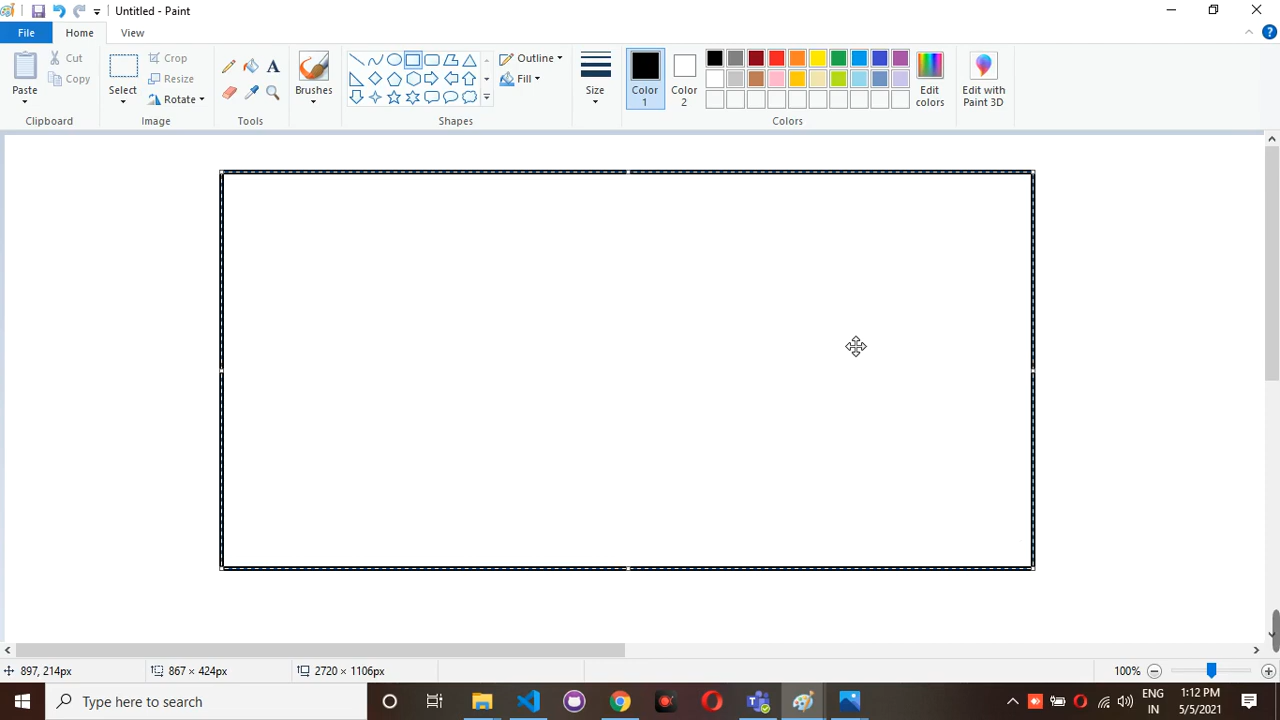 Untitled - Paint
File Home View
Paste
Cut
Copy
Clipboard
Select
Crop
Resize
Rotate
Image
A
Tools
Brushes
Shapes
Outline
Fill
Size
Color 1
Color 2
Colors
Edit colors
Edit with Paint 3D
897, 214px 867 × 424px 2720 × 1106px 100%
Type here to search
ENG
IN
1:12 PM
5/5/2021